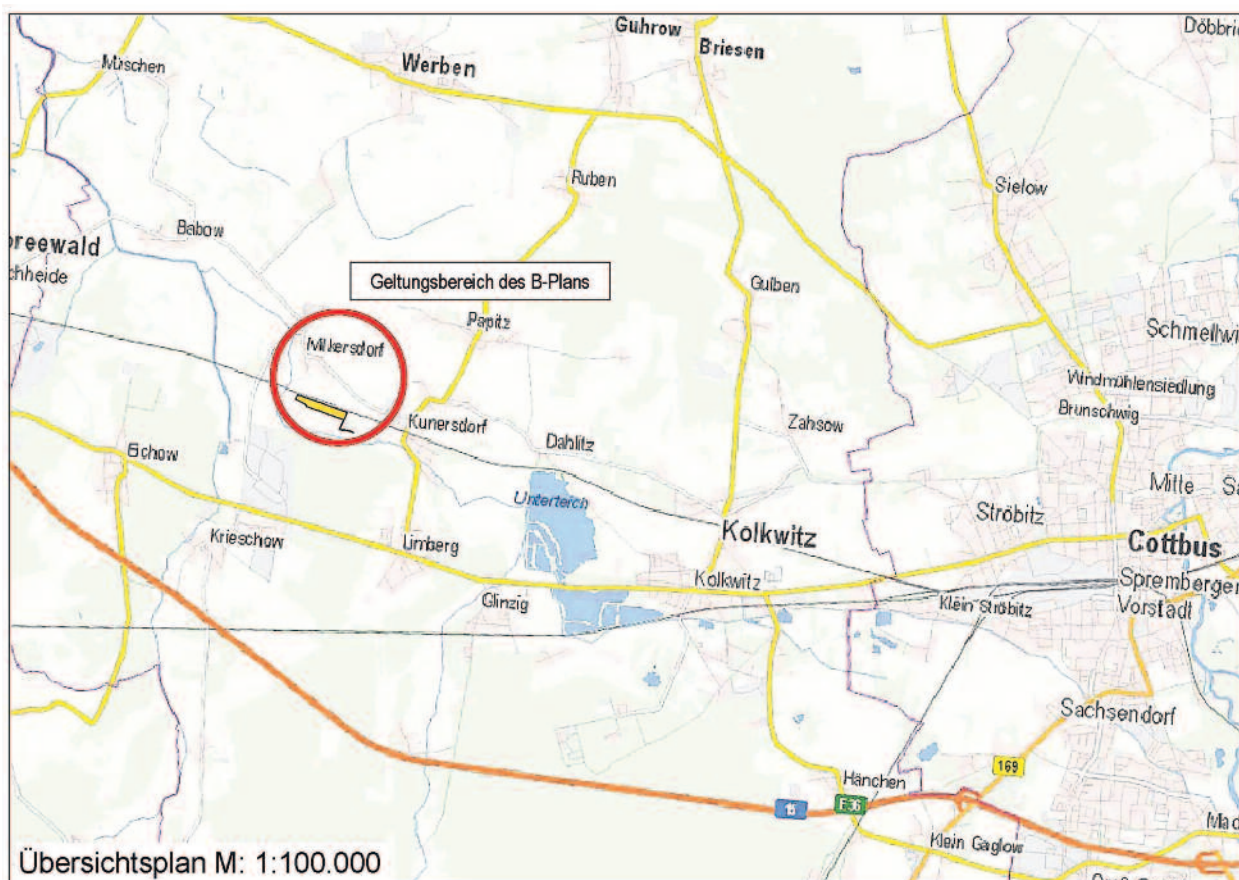 Guhrow
Briesen
Döbbri
Müschen
Werben
Ruben
Sielow
Babow
preewald
chheide
Geltungsbereich des B-Plans
Gulben
Papitz
Milkersdorf
Schmellwi
Windmühlensiedlung
Brunschwig
Kunersdorf
Zahsow
Dahlitz
Eichow
Unterteich
Mitte
Sa
Ströbitz
Kolkwitz
Krieschow
Limberg
Cottbus
Kolkwitz
Spremberger
Vorstadt
Glinzig
Klein Ströbitz
Sachsendorf
169
Hänchen
15
E36
Mad
Klein Gaglow
Übersichtsplan M: 1:100.000